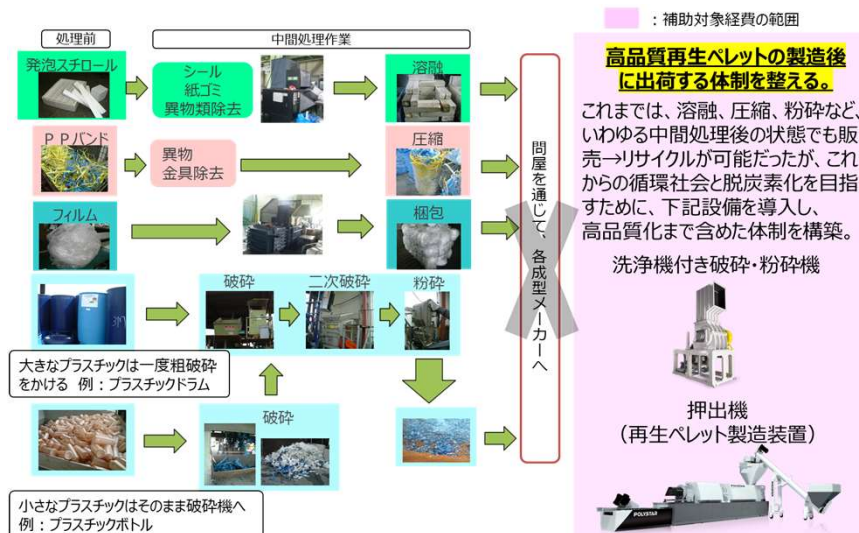 ：補助対象経費の範囲
処理前
中間処理作業
発泡スチロール
シール
紙ゴミ
異物類除去
溶融
ＰＰバンド
異物
金具除去
圧縮
フィルム
梱包
破砕
二次破砕
粉砕
大きなプラスチックは一度粗破砕
をかける 例：プラスチックドラム
破砕
小さなプラスチックはそのまま破砕機へ
例：プラスチックボトル
問屋を通じて、各成型メーカーへ
高品質再生ペレットの製造後
に出荷する体制を整える。
これまでは、溶融、圧縮、粉砕など、
いわゆる中間処理後の状態でも販
売→リサイクルが可能だったが、これ
からの循環社会と脱炭素化を目指
すために、下記設備を導入し、
高品質化まで含めた体制を構築。
洗浄機付き破砕・粉砕機
押出機
（再生ペレット製造装置）
POLYSTAR